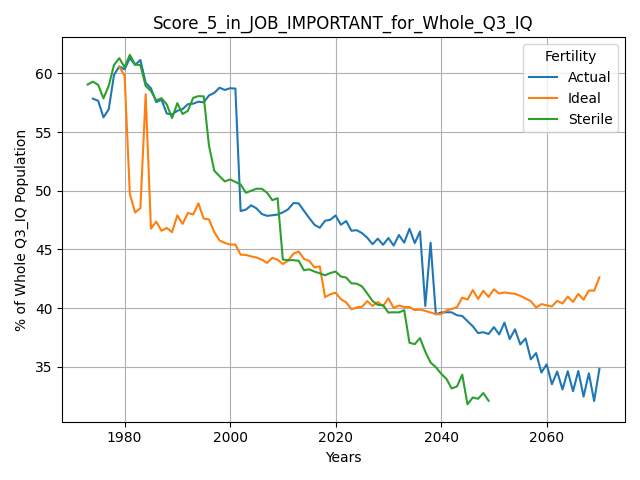 Score_5_in_JOB_IMPORTANT_for_Whole_Q3_IQ
Fertility
Actual
Ideal
Sterile
% of Whole Q3_IQ Population
60
55
50
45
40
35
1980
2000
2020
2040
2060
Years